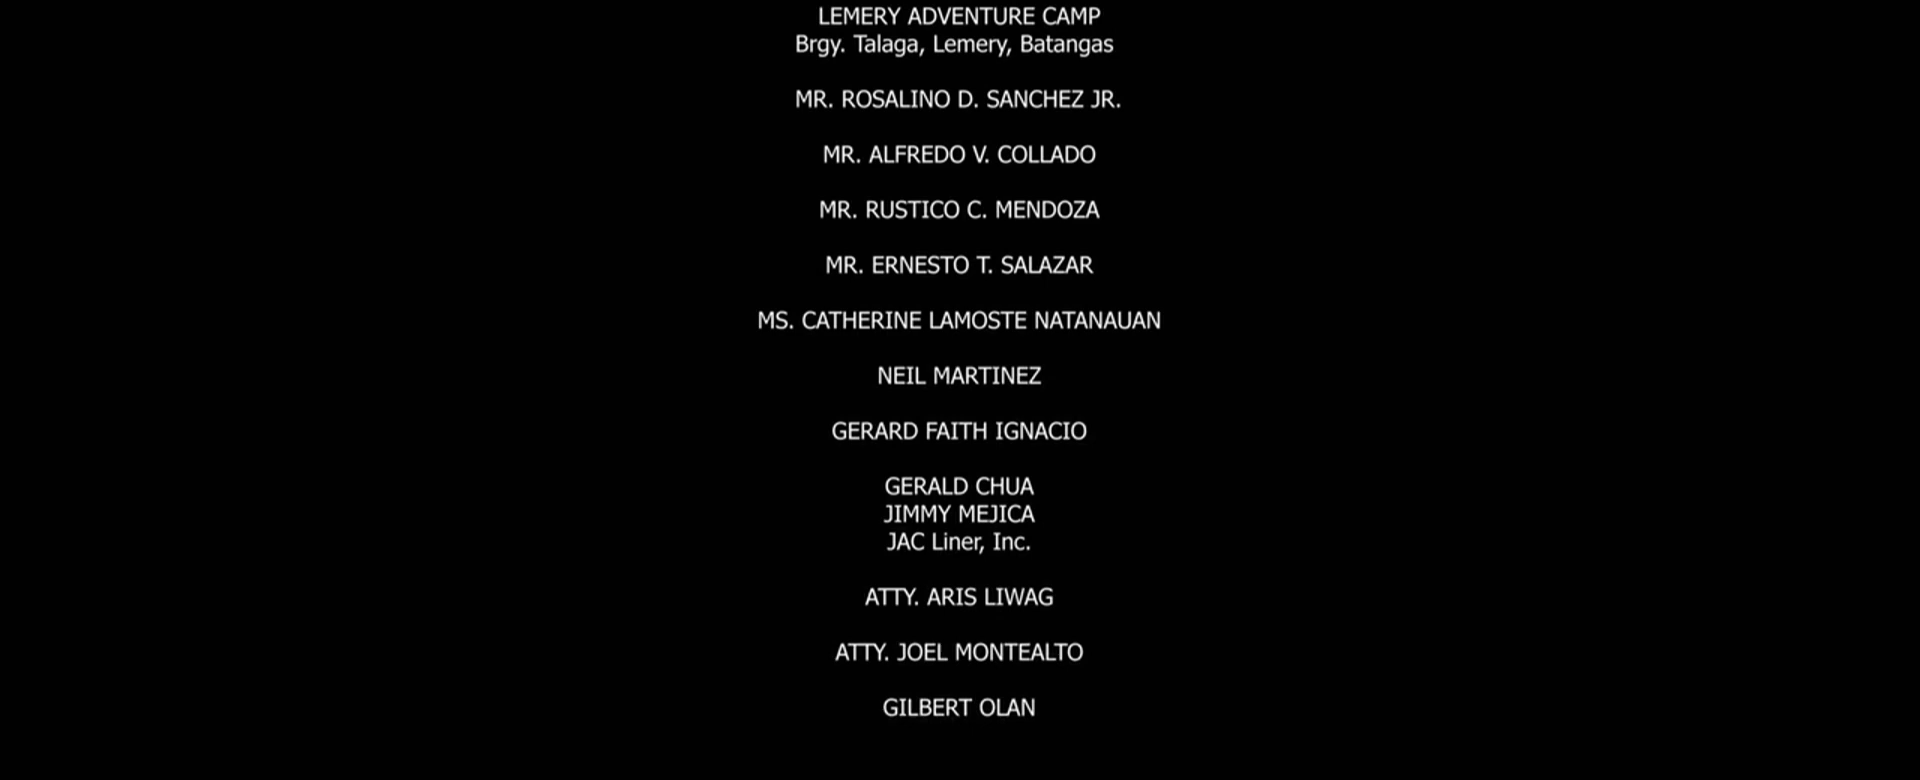 LEMERY ADVENTURE CAMP
Brgy. Talaga, Lemery, Batangas
MR. ROSALINO D. SANCHEZ JR.
MR. ALFREDO V. COLLADO
MR. RUSTICO C. MENDOZA
MR. ERNESTO T. SALAZAR
MS. CATHERINE LAMOSTE NATANAUAN
NEIL MARTINEZ
GERARD FAITH IGNACIO
GERALD CHUA
JIMMY MEJICA
JAC Liner, Inc.
ATTY. ARIS LIWAG
ATTY. JOEL MONTEALTO
GILBERT OLAN